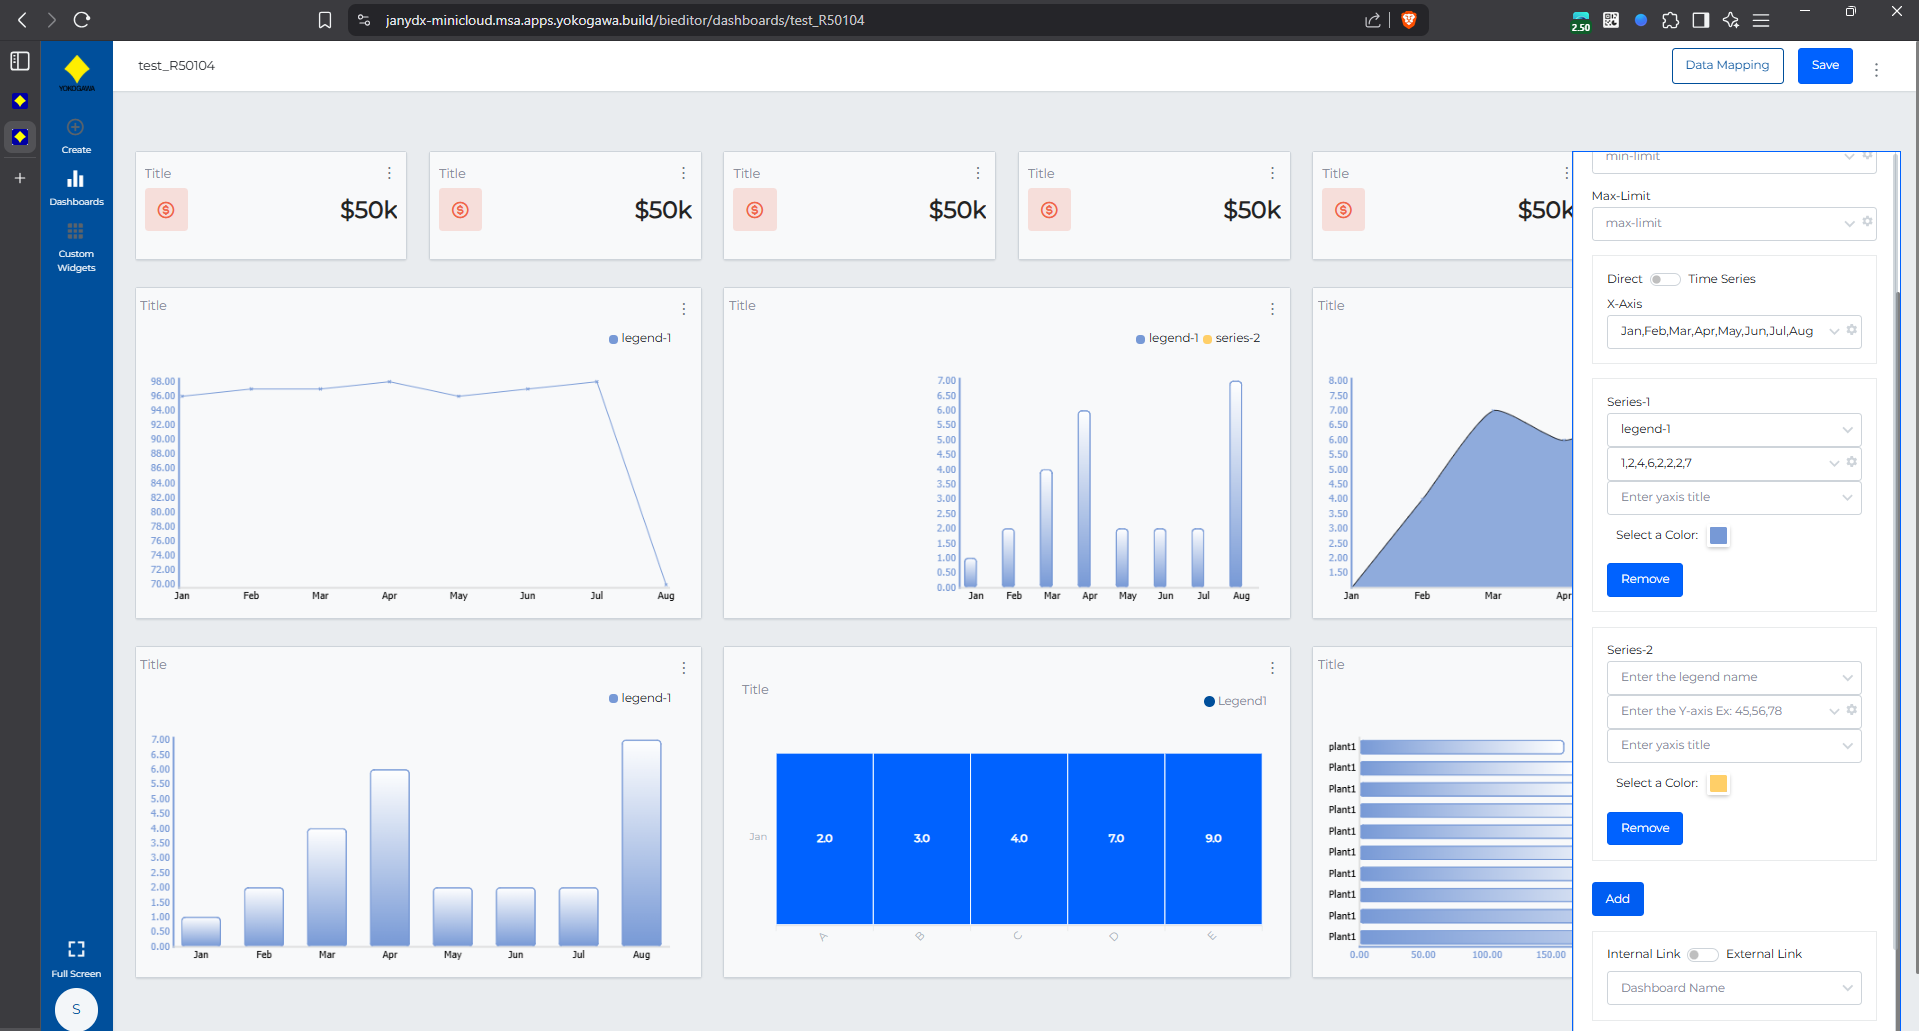 janydx-minicloud.msa.apps.yokogawa.build/bieditor/dashboards/test_R50104
2.50
YOKOGAWA
test_R50104
Data Mapping
Save
Create
Dashboards
Custom
Widgets
Full Screen
S
Title
$50k
Title
$50k
Title
$50k
Title
$50k
Title
$50k
Title
legend-1
98.00
96.00
94.00
92.00
90.00
88.00
86.00
84.00
82.00
80.00
78.00
76.00
74.00
72.00
70.00
Jan Feb Mar Apr May Jun Jul Aug
Title
legend-1 series-2
7.00
6.50
6.00
5.50
5.00
4.50
4.00
3.50
3.00
2.50
2.00
1.50
1.00
0.50
0.00
Jan Feb Mar Apr May Jun Jul Aug
Title
8.00
7.50
7.00
6.50
6.00
5.50
5.00
4.50
4.00
3.50
3.00
2.50
2.00
1.50
Jan Feb Mar Apr
Title
legend-1
7.00
6.50
6.00
5.50
5.00
4.50
4.00
3.50
3.00
2.50
2.00
1.50
1.00
0.50
0.00
Jan Feb Mar Apr May Jun Jul Aug
Title
Legend1
Jan
2.0 3.0 4.0 7.0 9.0
A B C D E
Title
plant1
Plant1
Plant1
Plant1
Plant1
Plant1
Plant1
Plant1
Plant1
Plant1
0.00 50.00 100.00 150.00
min-limit
Max-Limit
max-limit
Direct Time Series
X-Axis
Jan,Feb,Mar,Apr,May,Jun,Jul,Aug
Series-1
legend-1
1,2,4,6,2,2,2,7
Enter yaxis title
Select a Color:
Remove
Series-2
Enter the legend name
Enter the Y-axis Ex: 45,56,78
Enter yaxis title
Select a Color:
Remove
Add
Internal Link External Link
Dashboard Name